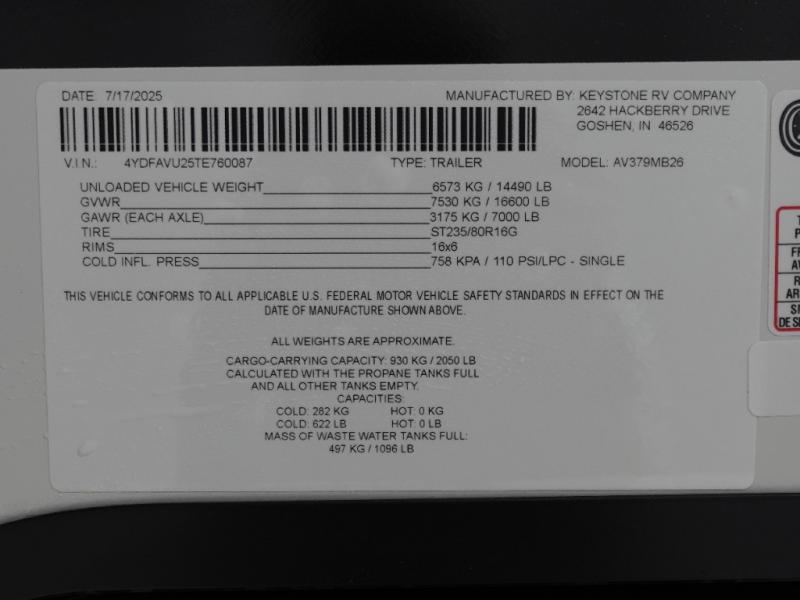 DATE 7/17/2025
MANUFACTURED BY: KEYSTONE RV COMPANY
2642 HACKBERRY DRIVE
GOSHEN, IN 46526
V.I.N.: 4YDFAVU25TE760087 TYPE: TRAILER MODEL: AV379MB26
UNLOADED VEHICLE WEIGHT 6573 KG / 14490 LB
GVWR 7530 KG / 16600 LB
GAWR (EACH AXLE) 3175 KG / 7000 LB
TIRE ST235/80R16G
RIMS 16x6
COLD INFL. PRESS 758 KPA / 110 PSI/LPC - SINGLE
THIS VEHICLE CONFORMS TO ALL APPLICABLE U.S. FEDERAL MOTOR VEHICLE SAFETY STANDARDS IN EFFECT ON THE
DATE OF MANUFACTURE SHOWN ABOVE.
ALL WEIGHTS ARE APPROXIMATE.
CARGO-CARRYING CAPACITY: 930 KG / 2050 LB
CALCULATED WITH THE PROPANE TANKS FULL
AND ALL OTHER TANKS EMPTY.
CAPACITIES:
COLD: 282 KG HOT: 0 KG
COLD: 622 LB HOT: 0 LB
MASS OF WASTE WATER TANKS FULL:
497 KG / 1096 LB